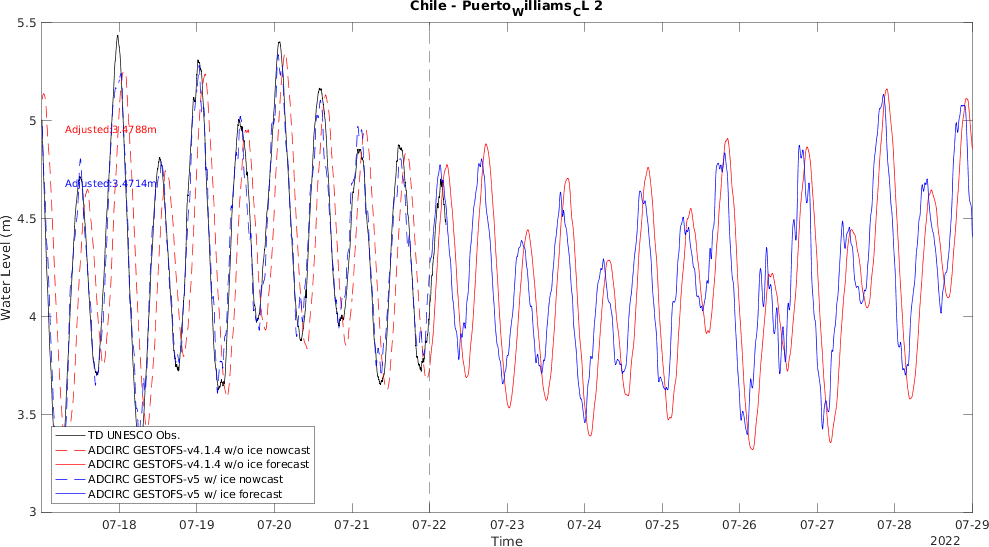 Chile - PuertoWilliamsCL 2
5.5
5
4.5
4
3.5
3
Water Level (m)
Adjusted:3.4788m
Adjusted:3.4714m
TD UNESCO Obs.
ADCIRC GESTOFS-v4.1.4 w/o ice nowcast
ADCIRC GESTOFS-v4.1.4 w/o ice forecast
ADCIRC GESTOFS-v5 w/ ice nowcast
ADCIRC GESTOFS-v5 w/ ice forecast
07-18 07-19 07-20 07-21 07-22 07-23 07-24 07-25 07-26 07-27 07-28 07-29
Time
2022